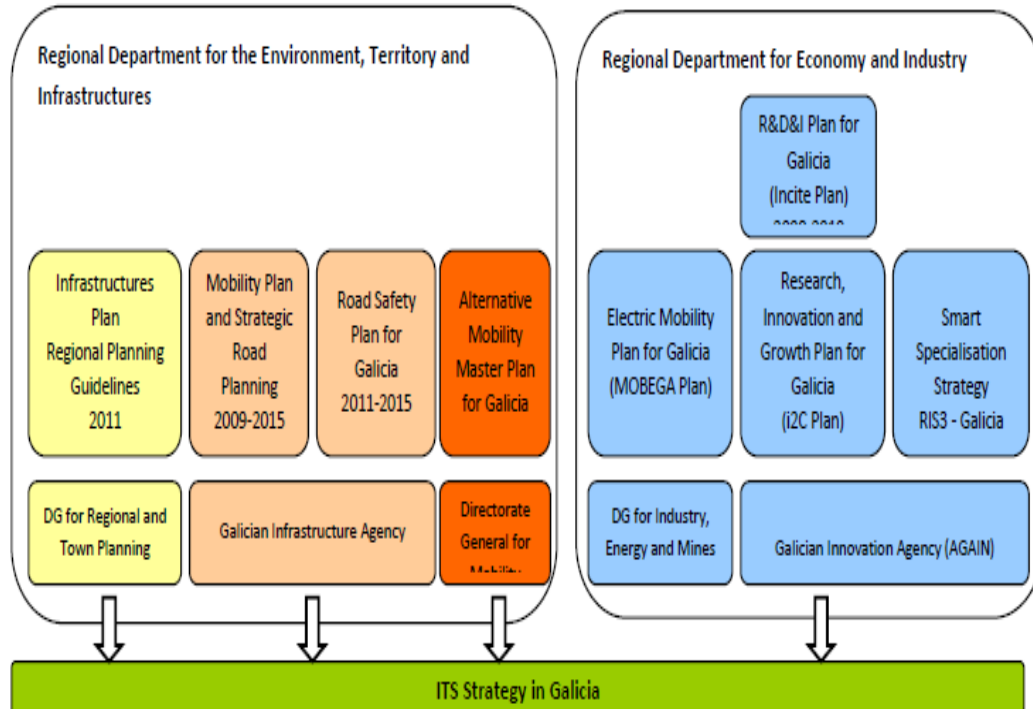 Regional Department for the Environment, Territory and
Infrastructures
Infrastructures
Plan
Regional Planning
Guidelines
2011
Mobility Plan
and Strategic
Road
Planning
2009-2015
Road Safety
Plan for
Galicia
2011-2015
Alternative
Mobility
Master Plan
for Galicia
DG for Regional and
Town Planning
Galician Infrastructure Agency
Directorate
General for
Mobility
Regional Department for Economy and Industry
R&D&I Plan for
Galicia
(Incite Plan)
Electric Mobility
Plan for Galicia
(MOBEGA Plan)
Research,
Innovation and
Growth Plan for
Galicia
(i2C Plan)
Smart
Specialisation
Strategy
RIS3 - Galicia
DG for Industry,
Energy and Mines
Galician Innovation Agency (AGAIN)
ITS Strategy in Galicia